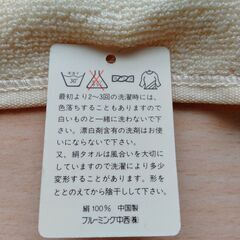 30
最初より2〜3回の洗濯時には、
色落ちすることもありますので
白いものと一緒に洗わないで下
さい。漂白剤含有の洗剤はお使
いにならないで下さい。
又、絹タオルは風合いを大切に
していますので洗濯により多少
変形することがあります。形を
ととのえてから陰干しして下さ
い。
絹100% 中国製
ブルーミング中西㈱